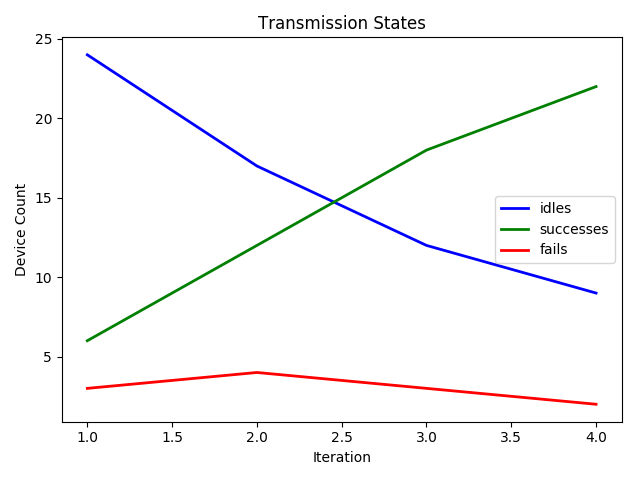 Transmission States
Device Count
25
20
15
10
5
idles
successes
fails
1.0 1.5 2.0 2.5 3.0 3.5 4.0
Iteration